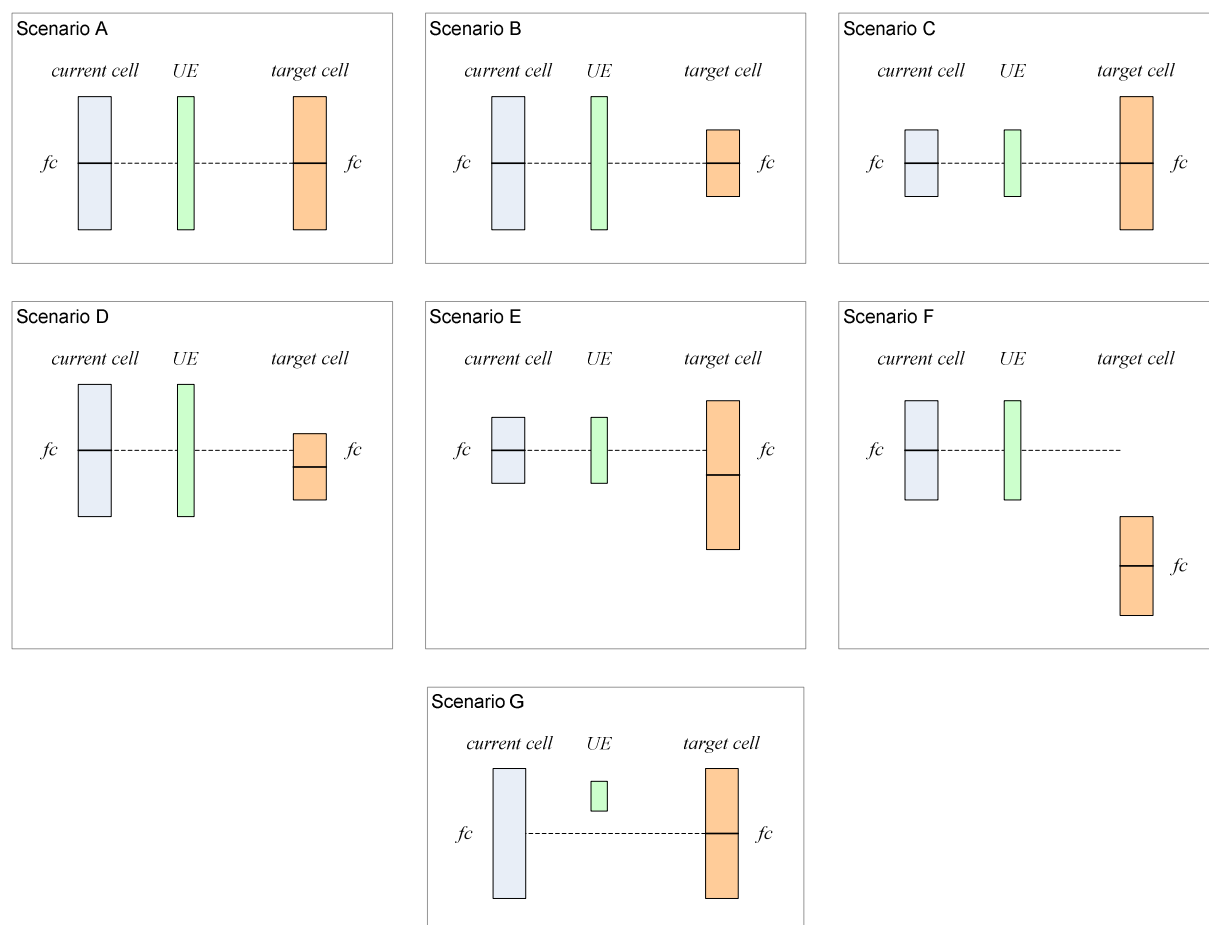 Scenario A
current cell UE target cell
fc fc
Scenario B
current cell UE target cell
fc fc
Scenario C
current cell UE target cell
fc fc
Scenario D
current cell UE target cell
fc fc
Scenario E
current cell UE target cell
fc fc
Scenario F
current cell UE target cell
fc
fc
Scenario G
current cell UE target cell
fc fc